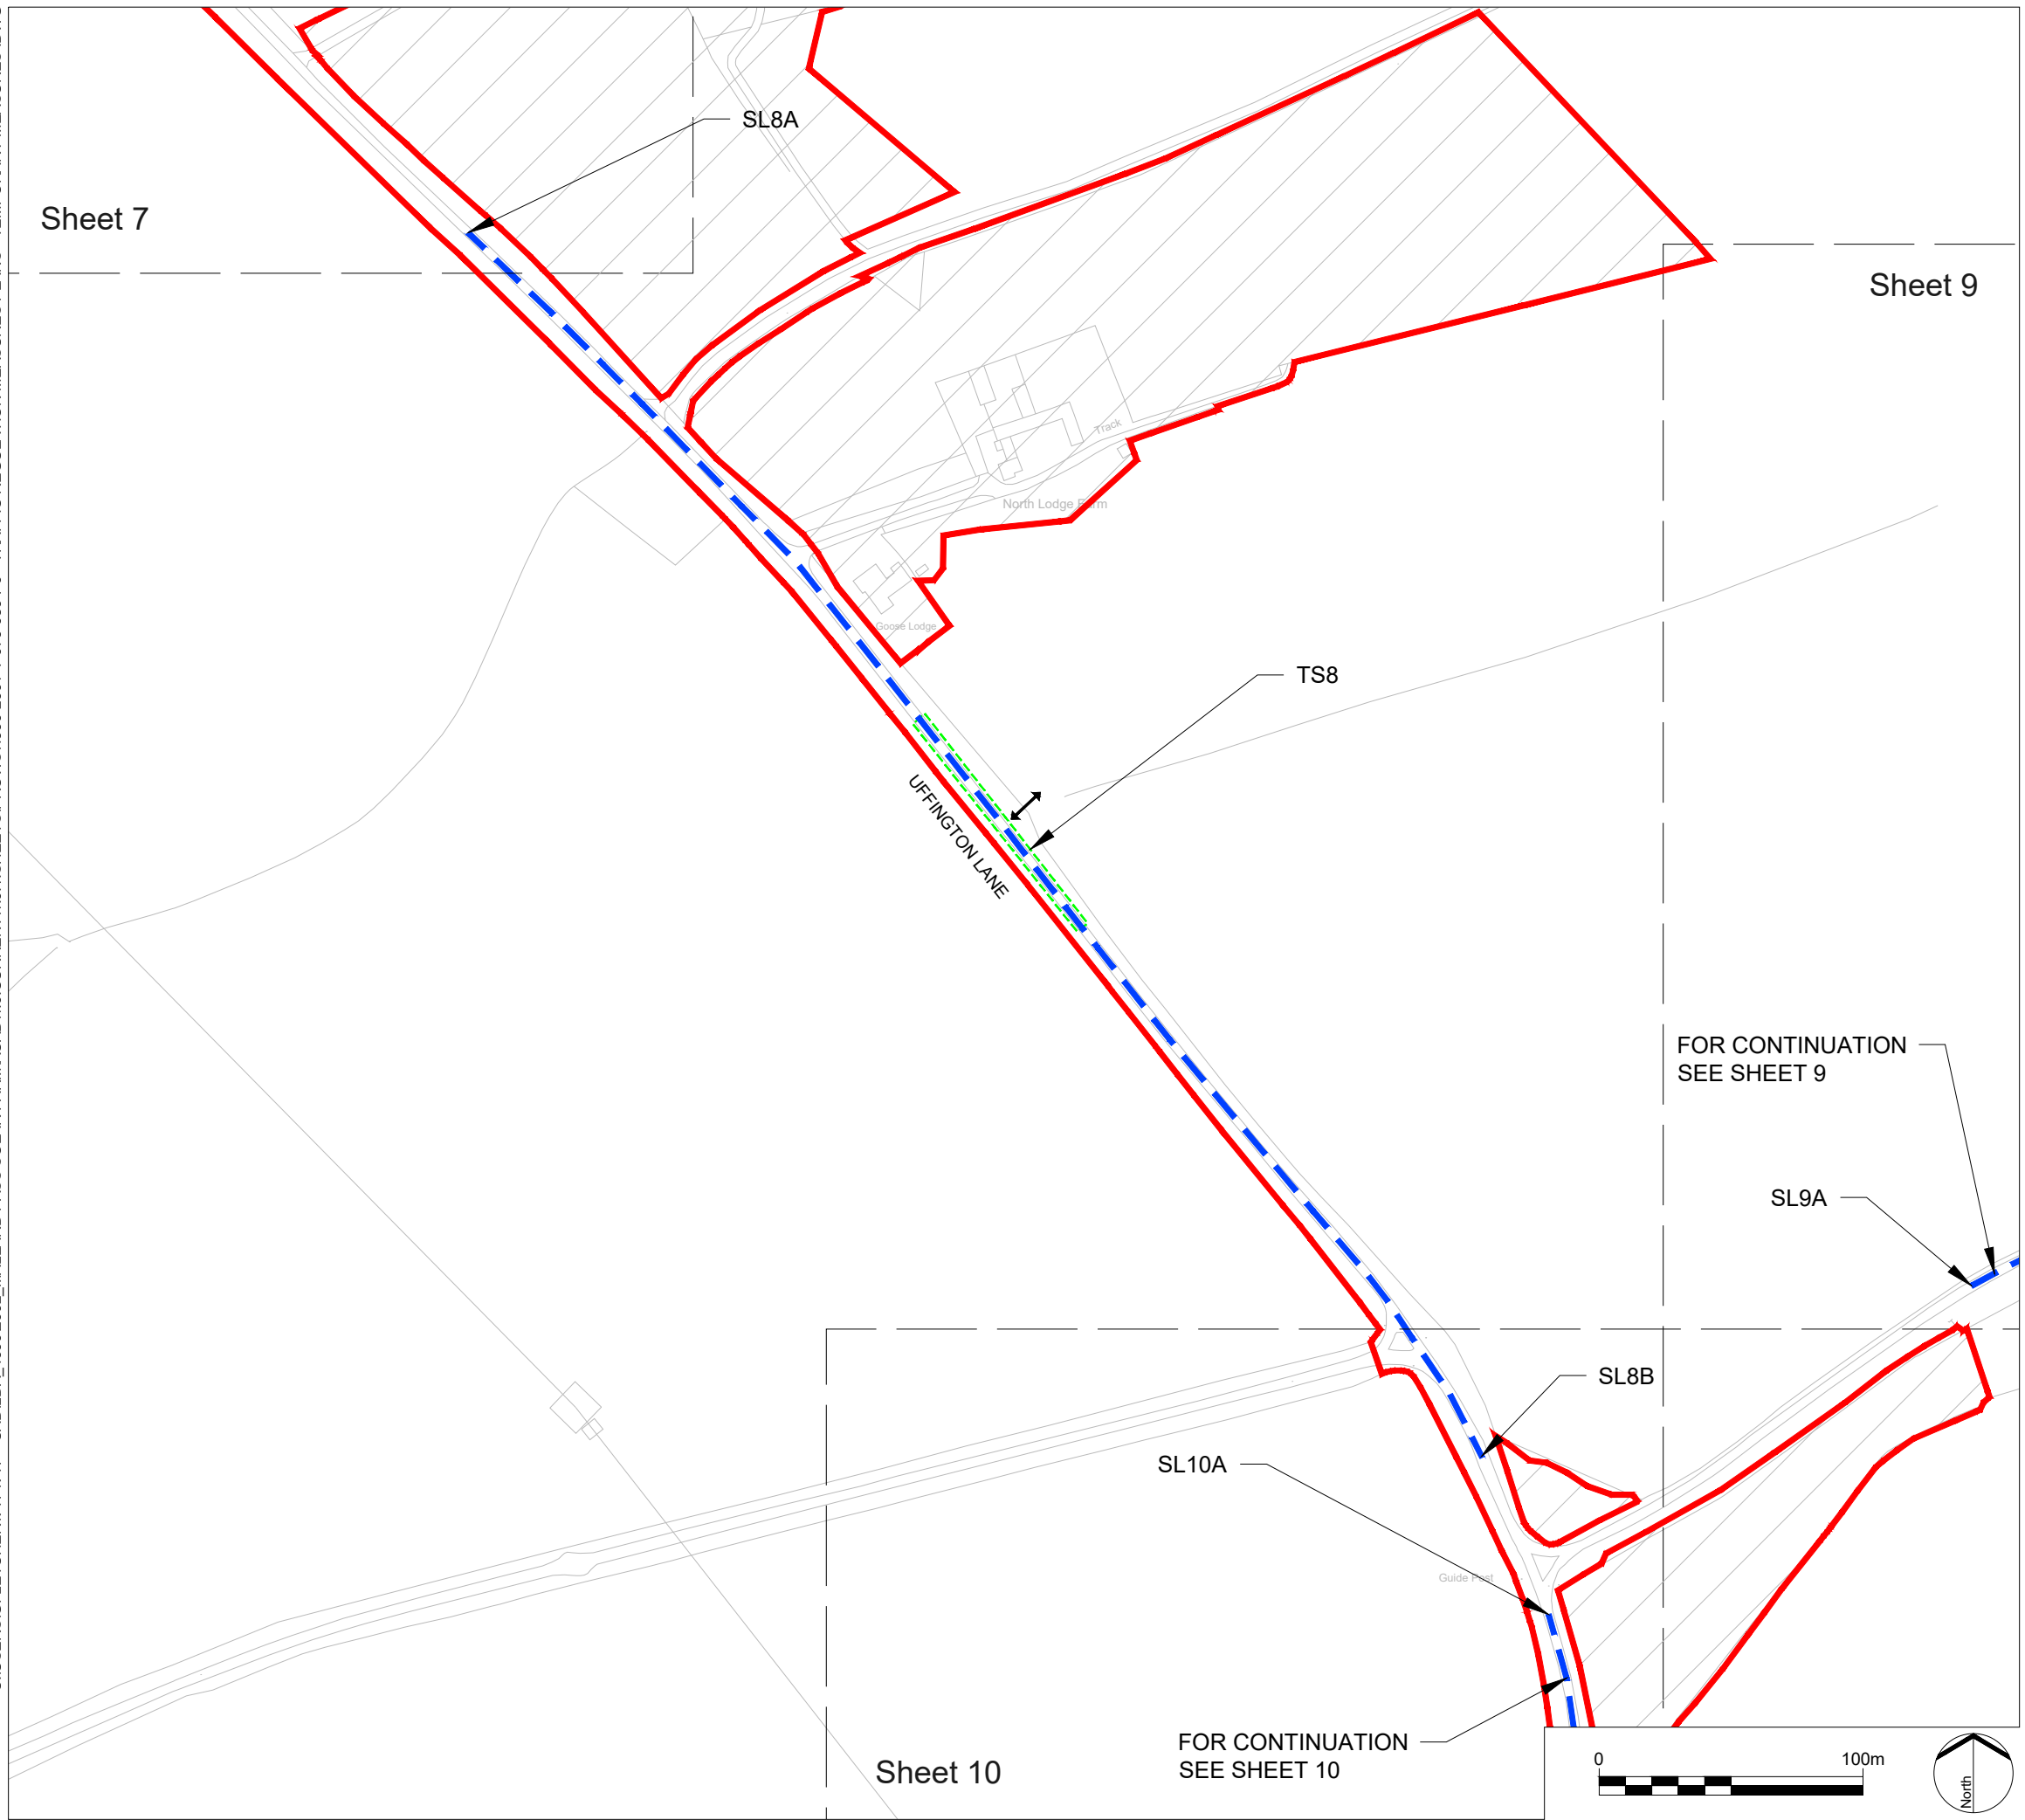 SL8A
Sheet 7
Sheet 9
Track
North Lodge Farm
Goose Lodge
TS8
UFFINGTON LANE
FOR CONTINUATION
SEE SHEET 9
SL9A
SL8B
SL10A
Guide Post
FOR CONTINUATION
SEE SHEET 10
Sheet 10
0
100m
North